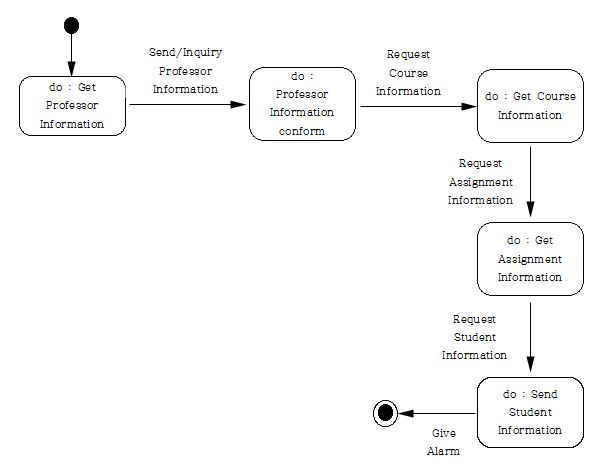 do : Get
Professor
Information
Send/Inquiry
Professor
Information
do :
Professor
Information
conform
Request
Course
Information
do : Get Course
Information
Request
Assignment
Information
do : Get
Assignment
Information
Request
Student
Information
do : Send
Student
Information
Give
Alarm